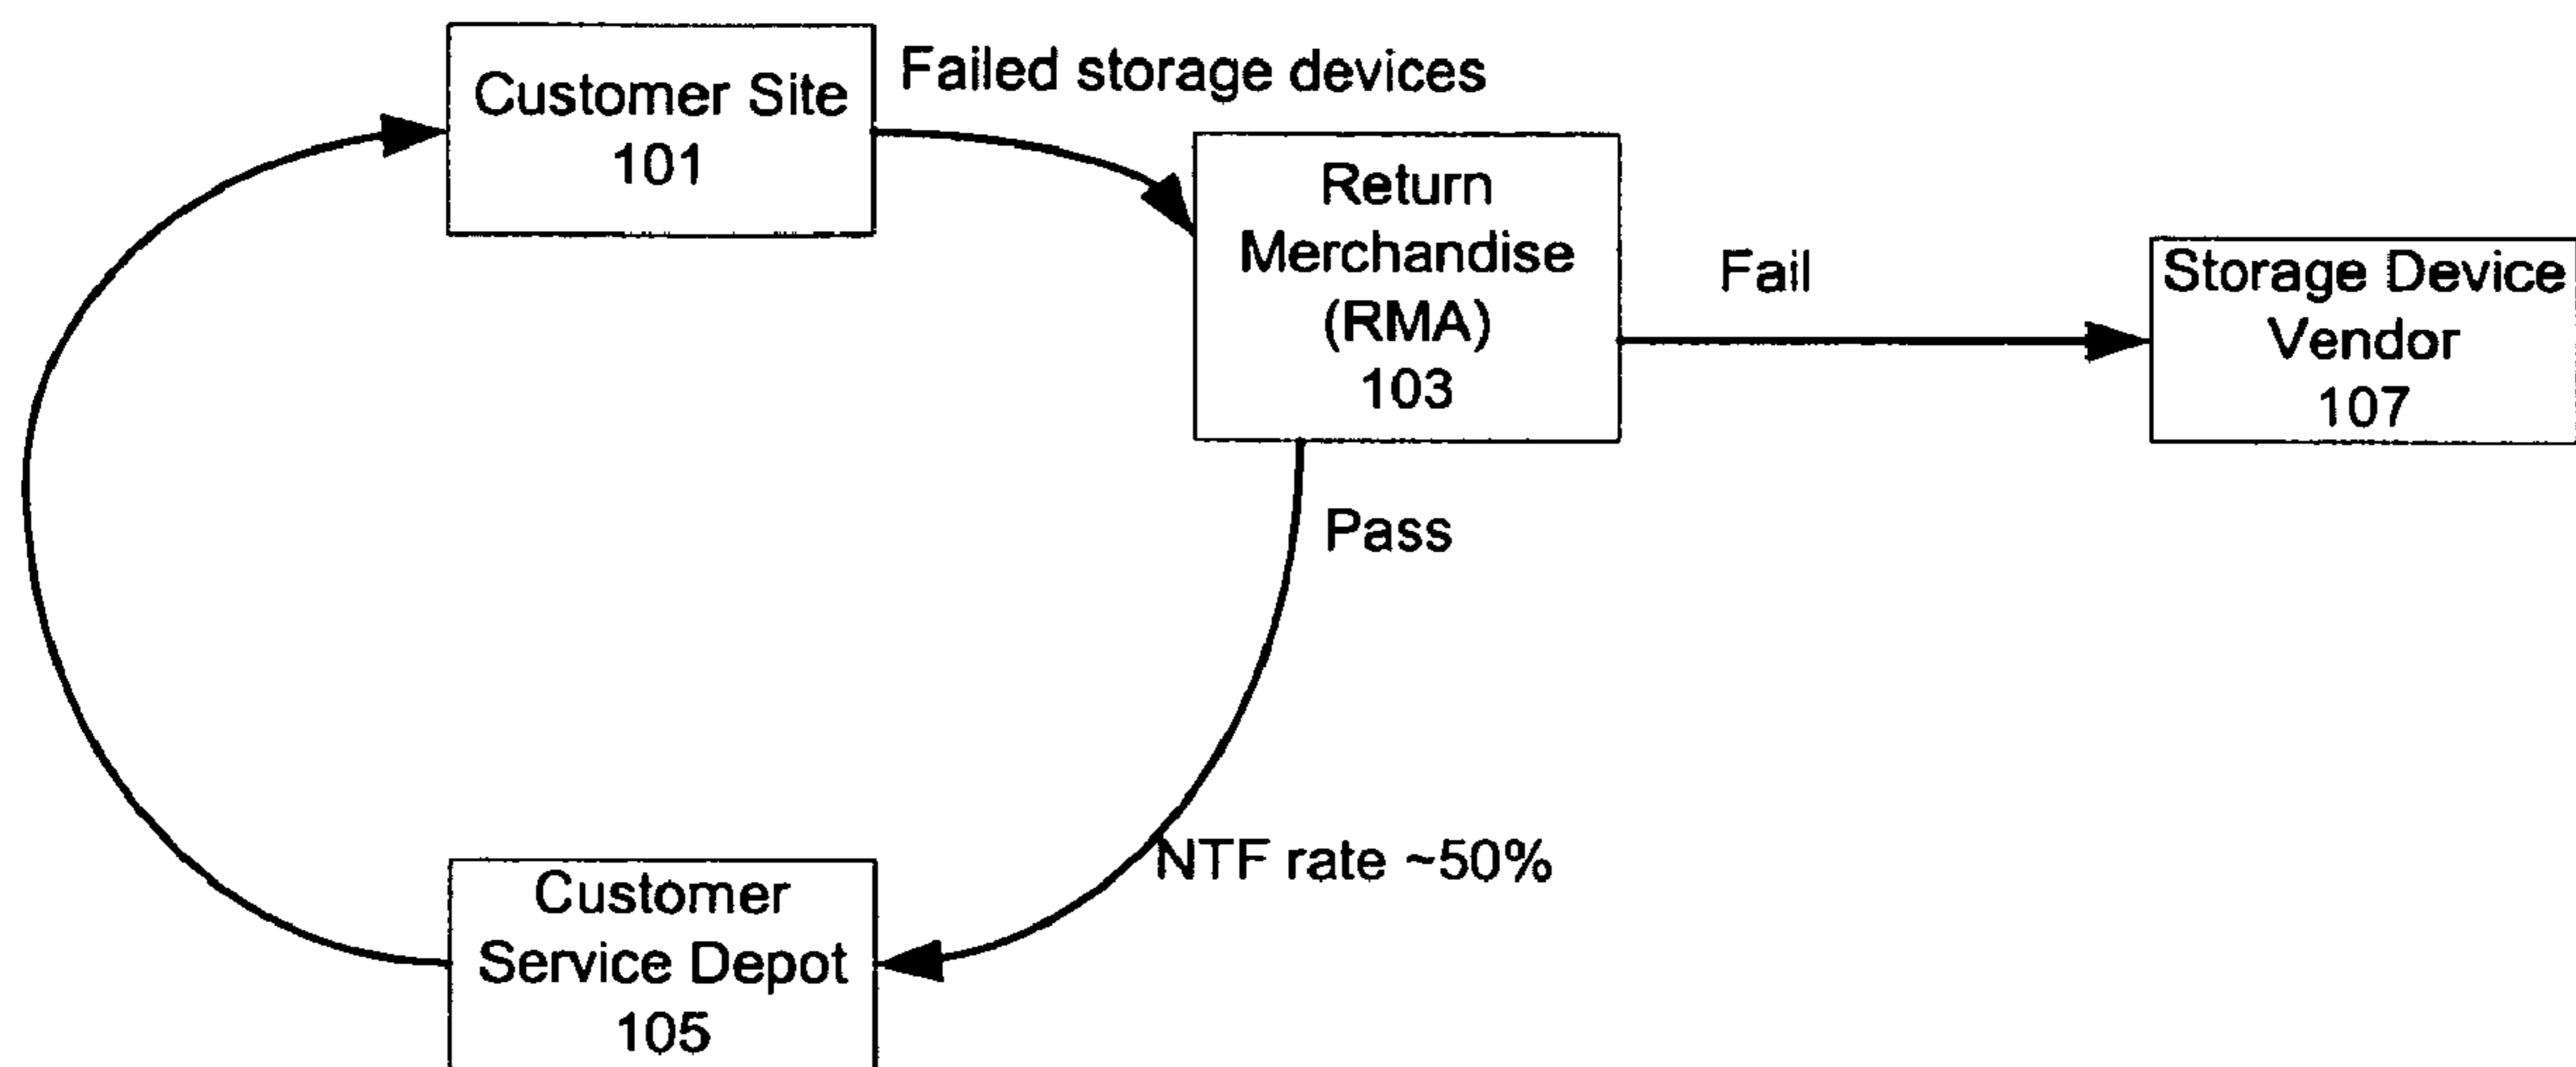 Customer Site
101
Failed storage devices
Return
Merchandise
(RMA)
103
Fail
Storage Device
Vendor
107
Pass
NTF rate ~50%
Customer
Service Depot
105